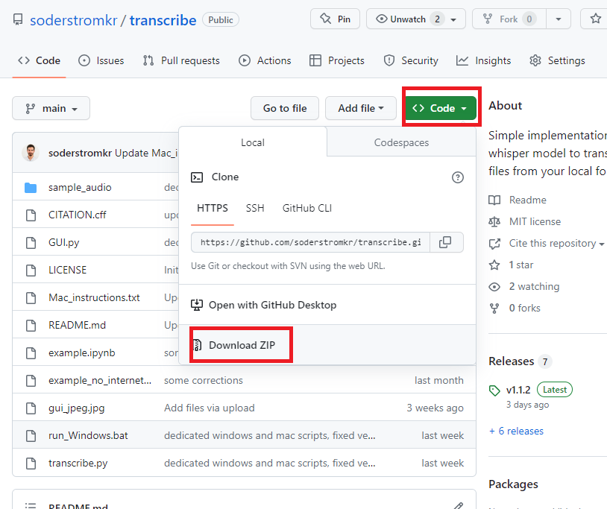 soderstromkr / transcribe Public
Pin
Unwatch 2
Fork 0
Code
Issues
Pull requests
Actions
Projects
Security
Insights
Settings
main
Go to file
Add file
Code
soderstromkr Update Mac_i
sample_audio dec
CITATION.cff Upd
GUI.py dec
LICENSE Initi
Mac_instructions.txt Upd
README.md Upd
example.ipynb son
example_no_internet... some corrections last month
gui_jpeg.jpg Add files via upload 3 weeks ago
run_Windows.bat dedicated windows and mac scripts, fixed ve... last week
transcribe.py dedicated windows and mac scripts, fixed ve... last week
README.md
Local
Codespaces
Clone
HTTPS
SSH
GitHub CLI
https://github.com/soderstromkr/transcribe.gi
Use Git or checkout with SVN using the web URL.
Open with GitHub Desktop
Download ZIP
About
Simple implementation
whisper model to trans
files from your local fo
Readme
MIT license
Cite this repository
1 star
2 watching
0 forks
Releases 7
v1.1.2 Latest
3 days ago
+ 6 releases
Packages